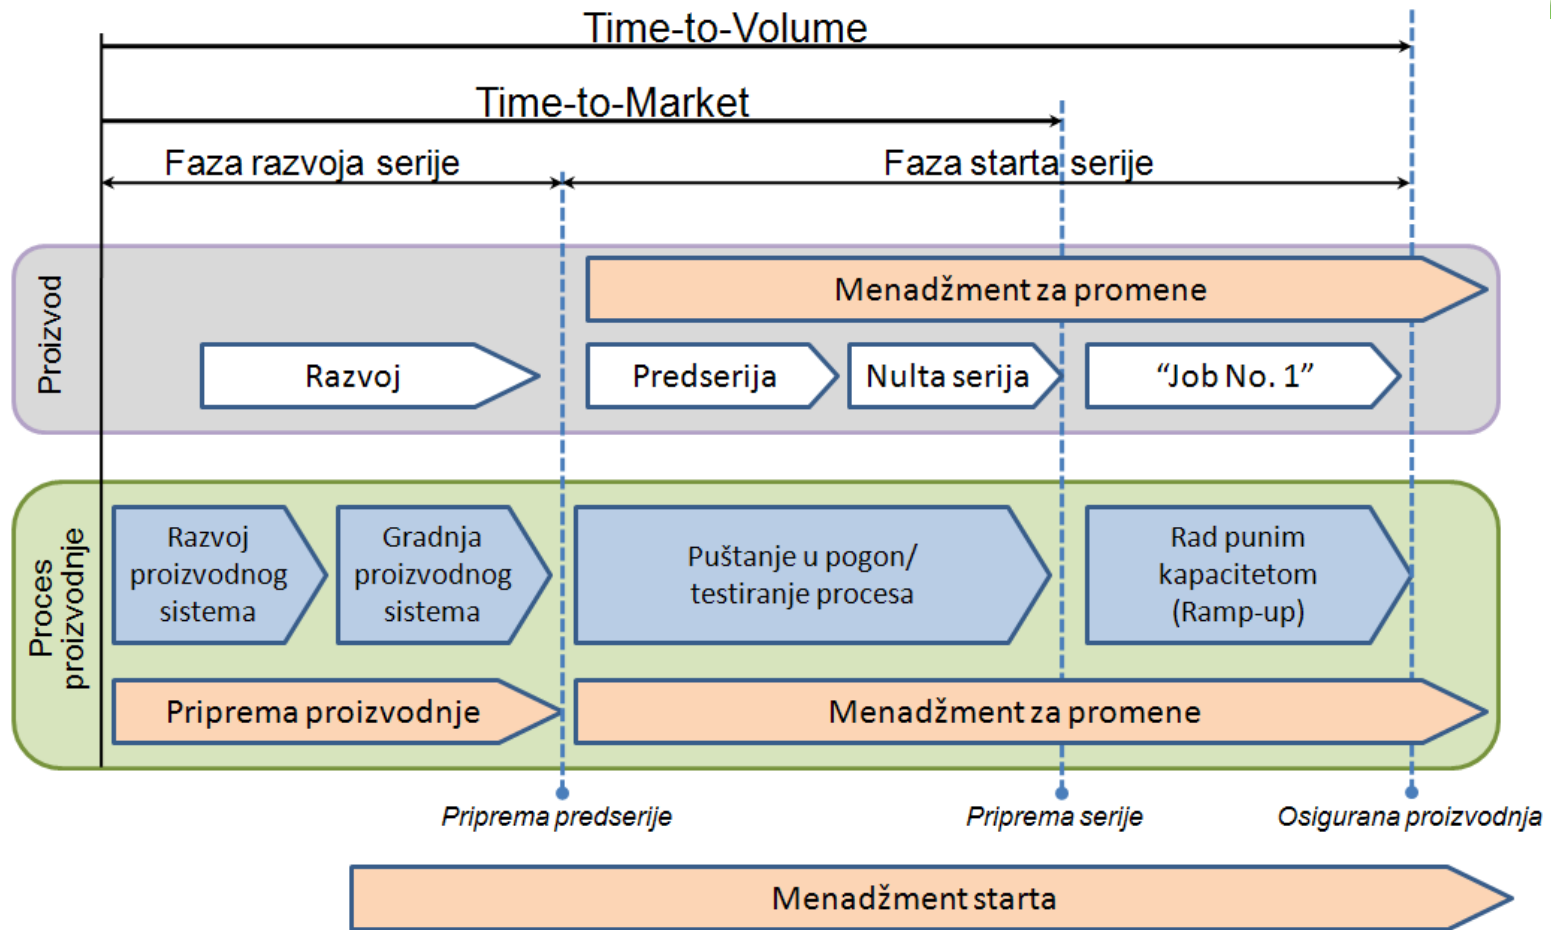 Time-to-Volume
Time-to-Market
Faza razvoja serije
Faza starta serije
Proizvod
Menadžment za promene
Razvoj
Predserija
Nulta serija
“Job No. 1”
Proces
proizvodnje
Razvoj
proizvodnog
sistema
Gradnja
proizvodnog
sistema
Puštanje u pogon/
testiranje procesa
Rad punim
kapacitetom
(Ramp-up)
Priprema proizvodnje
Menadžment za promene
Priprema predserije
Priprema serije
Osigurana proizvodnja
Menadžment starta